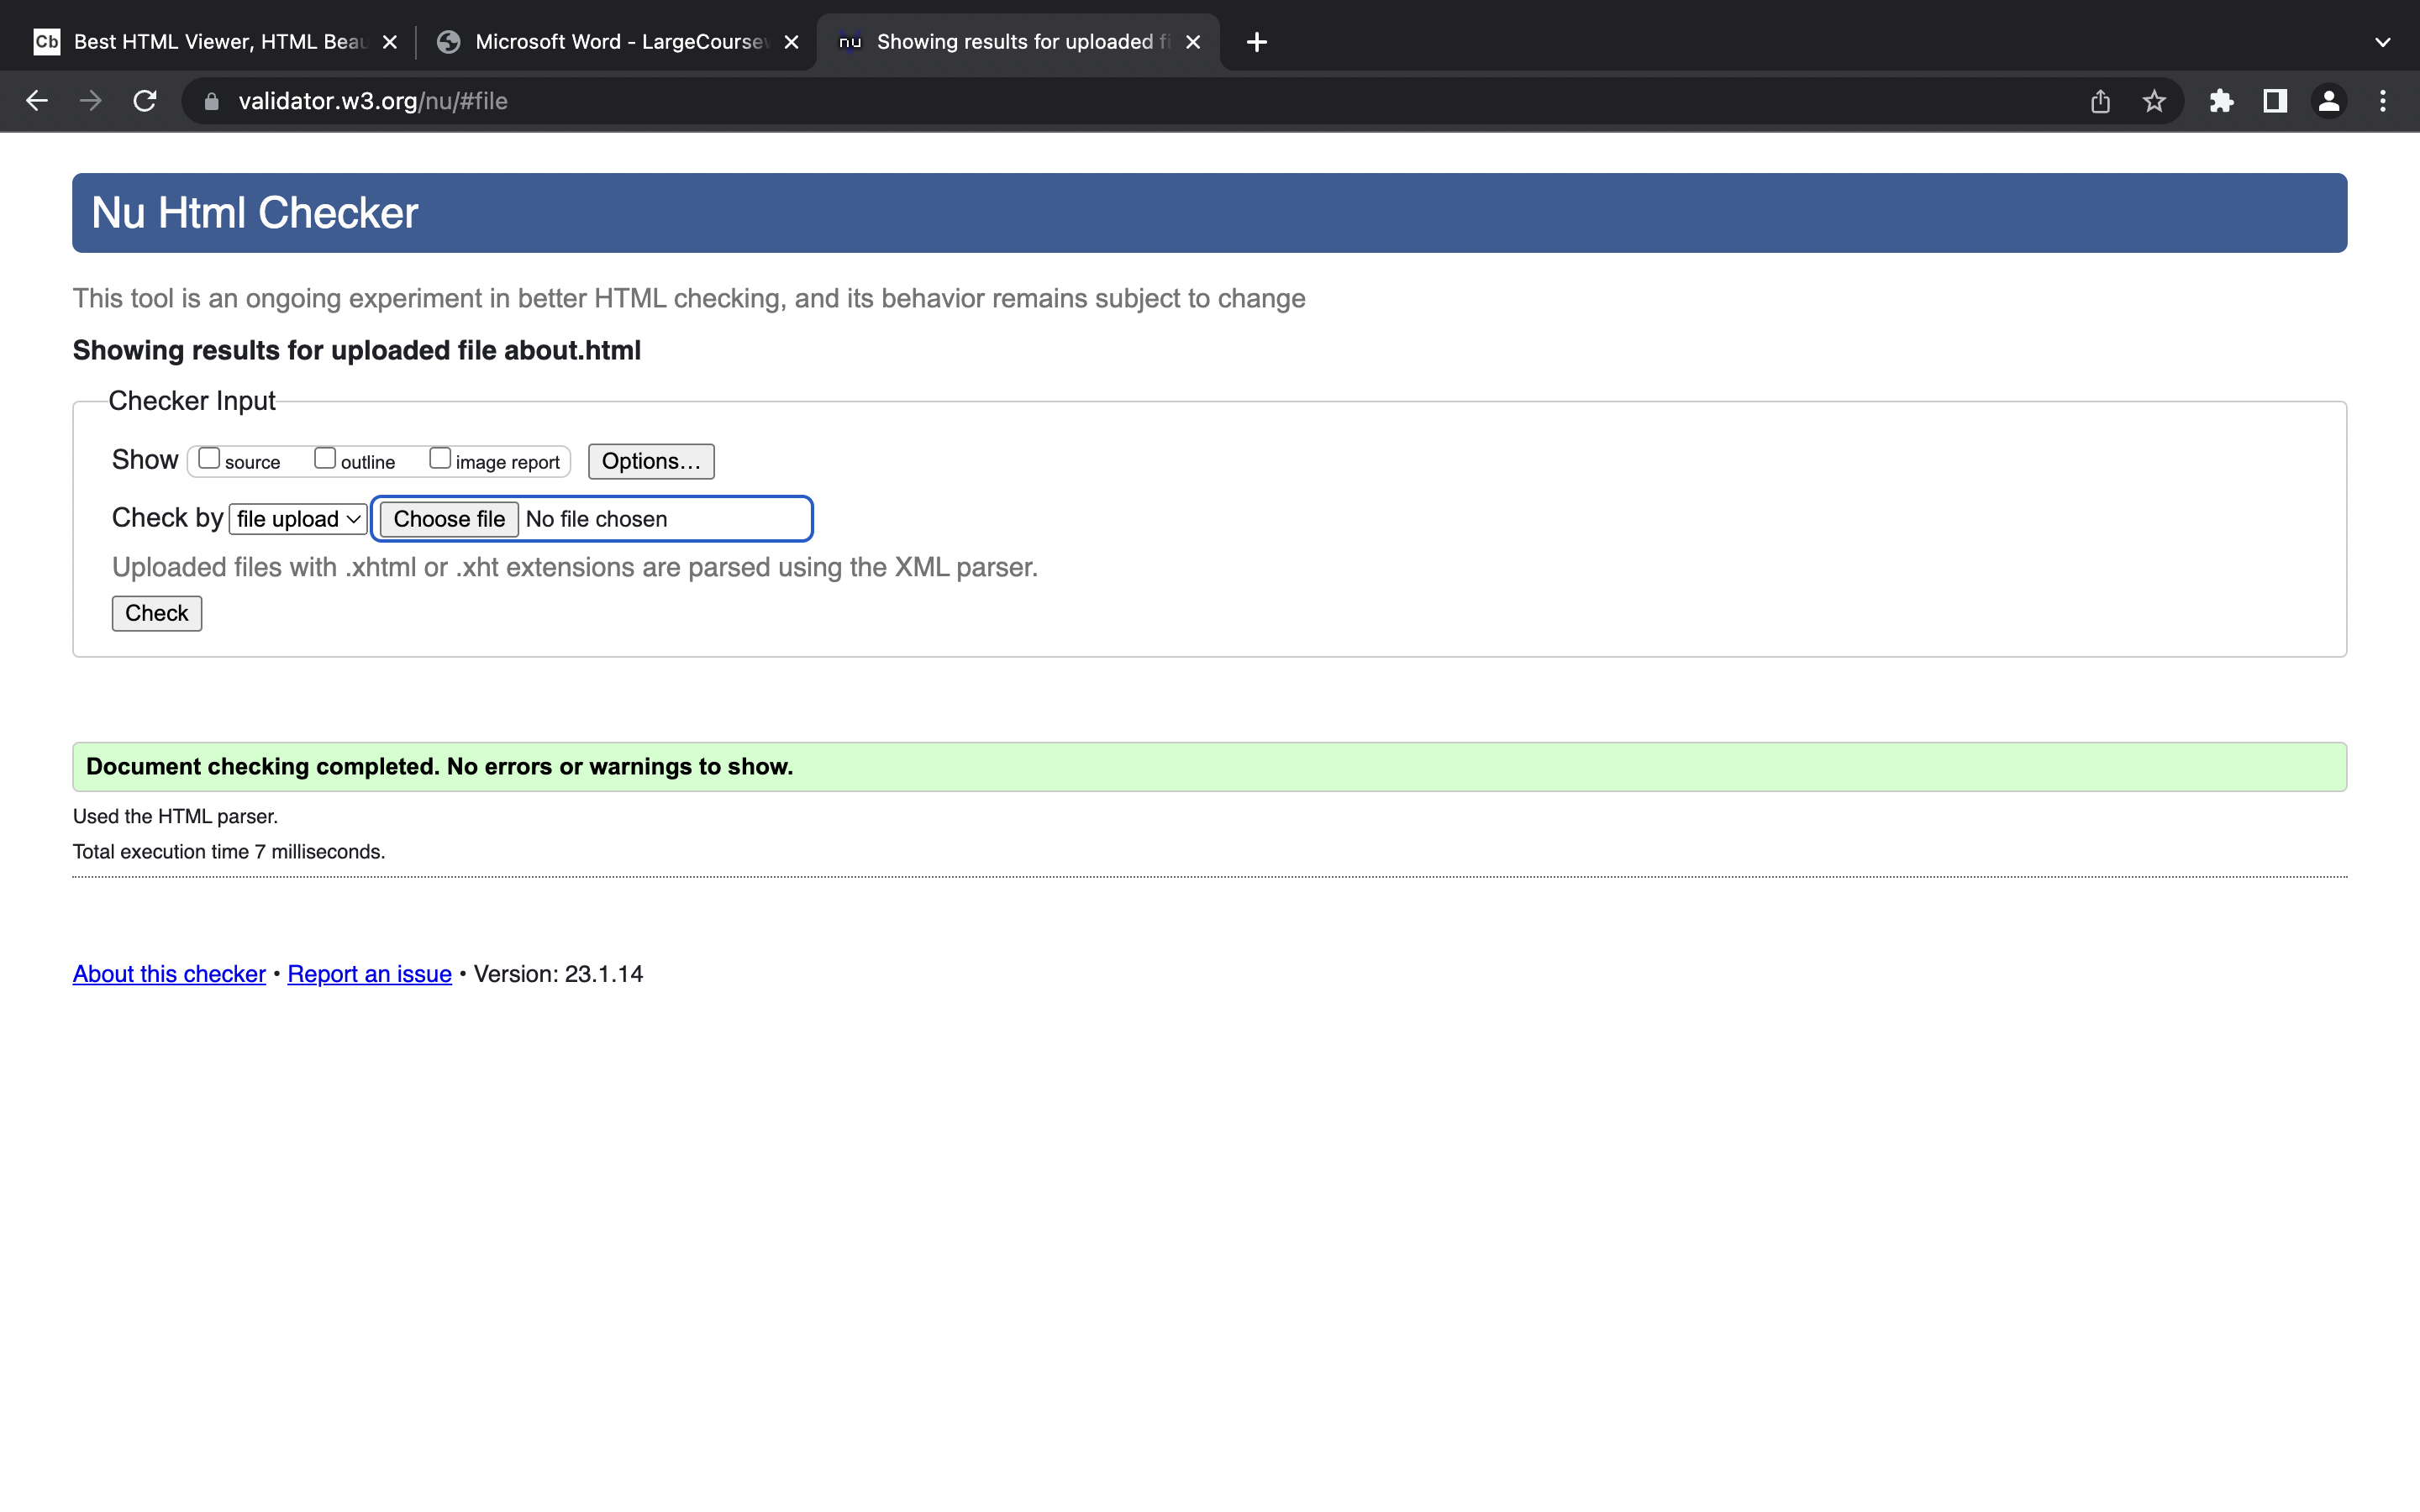 Cb Best HTML Viewer, HTML Beau
Microsoft Word - LargeCoursew
nu Showing results for uploaded fi
validator.w3.org/nu/#file
Nu Html Checker
This tool is an ongoing experiment in better HTML checking, and its behavior remains subject to change
Showing results for uploaded file about.html
Checker Input
Show source outline image report Options...
Check by file upload Choose file No file chosen
Uploaded files with .xhtml or .xht extensions are parsed using the XML parser.
Check
Document checking completed. No errors or warnings to show.
Used the HTML parser.
Total execution time 7 milliseconds.
About this checker • Report an issue • Version: 23.1.14